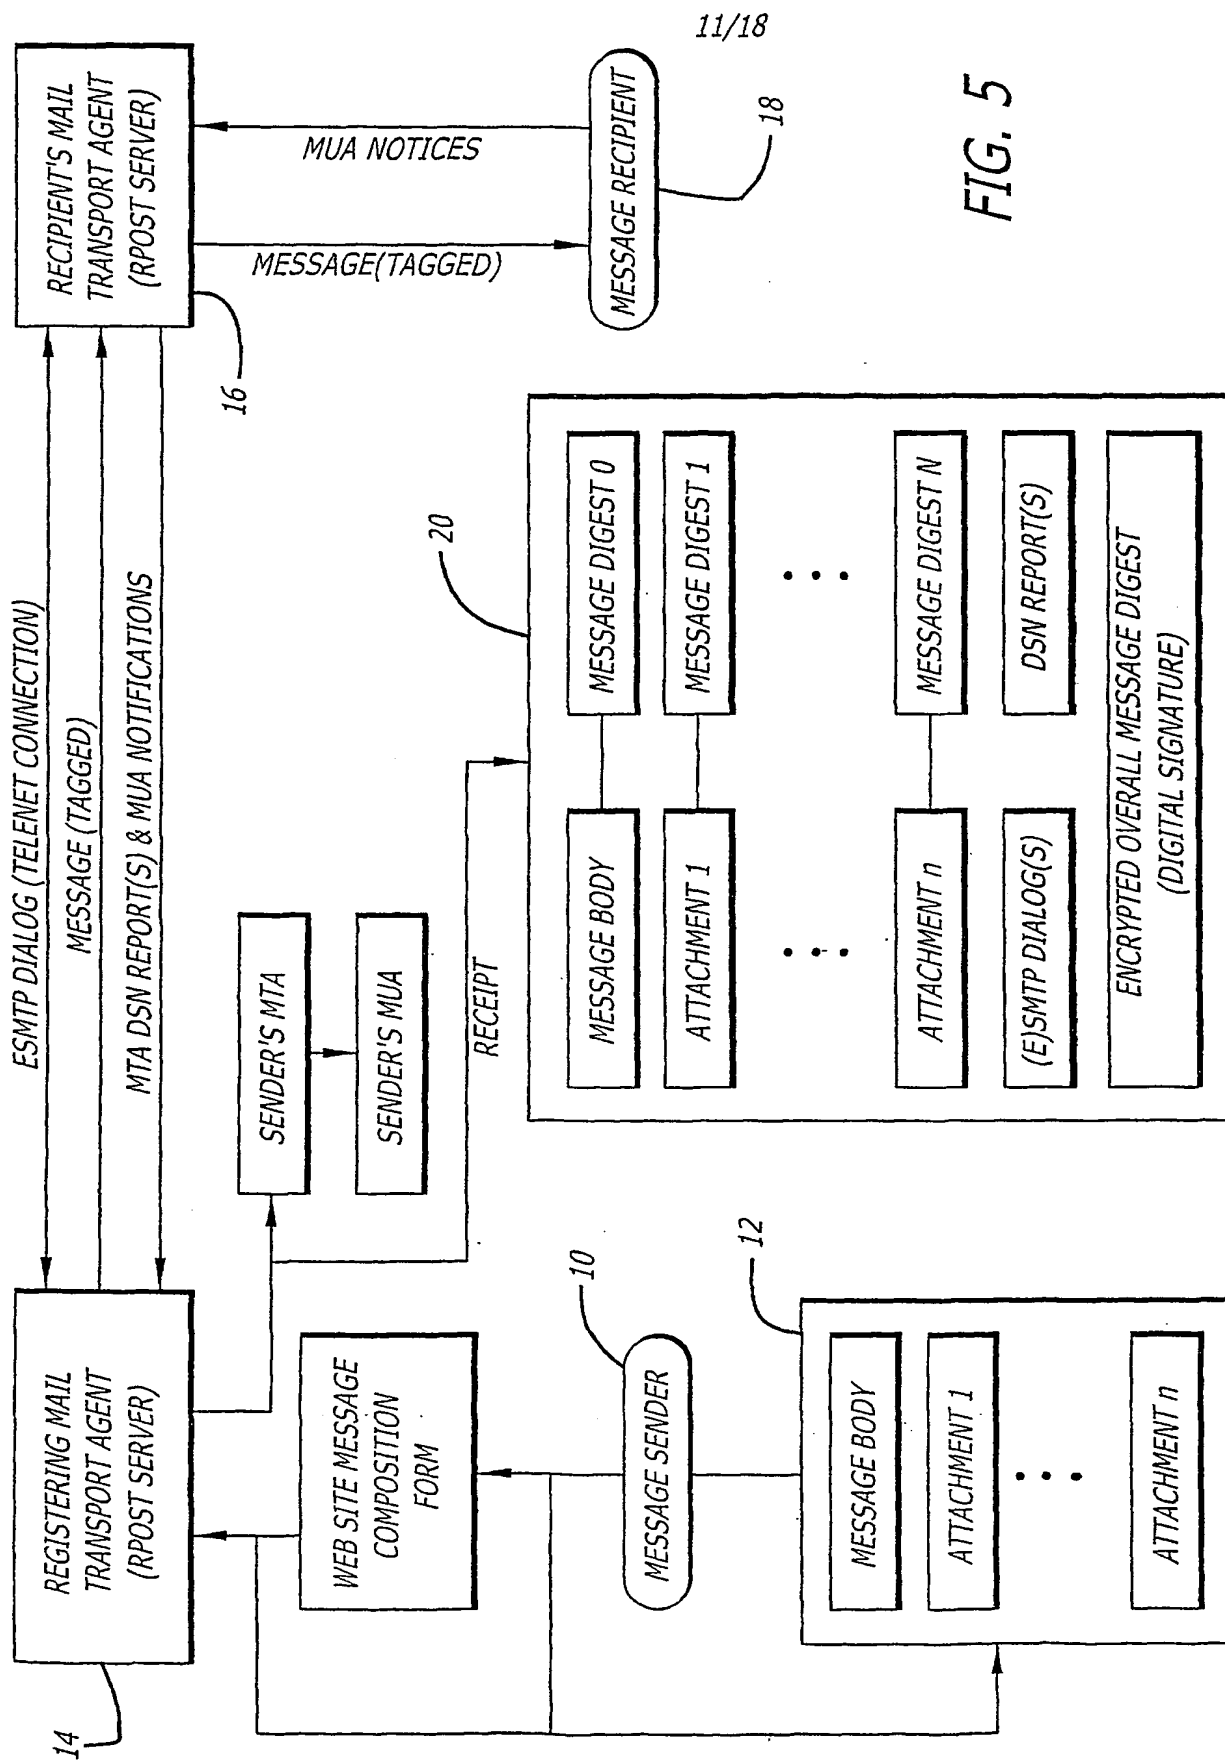 11/18
ESMTP DIALOG (TELENET CONNECTION)
MESSAGE (TAGGED)
MTA DSN REPORT(S) & MUA NOTIFICATIONS
REGISTERING MAIL
TRANSPORT AGENT
(RPOST SERVER)
14
RECIPIENT'S MAIL
TRANSPORT AGENT
(RPOST SERVER)
16
SENDER'S MTA
SENDER'S MUA
MESSAGE(TAGGED)
MUA NOTICES
WEB SITE MESSAGE
COMPOSITION
FORM
RECEIPT
MESSAGE RECIPIENT
18
10
MESSAGE SENDER
12
MESSAGE BODY
ATTACHMENT 1
• • •
ATTACHMENT n
20
MESSAGE BODY
MESSAGE DIGEST 0
ATTACHMENT 1
MESSAGE DIGEST 1
• • •
• • •
ATTACHMENT n
MESSAGE DIGEST N
(E)SMTP DIALOG(S)
DSN REPORT(S)
ENCRYPTED OVERALL MESSAGE DIGEST
(DIGITAL SIGNATURE)
FIG. 5